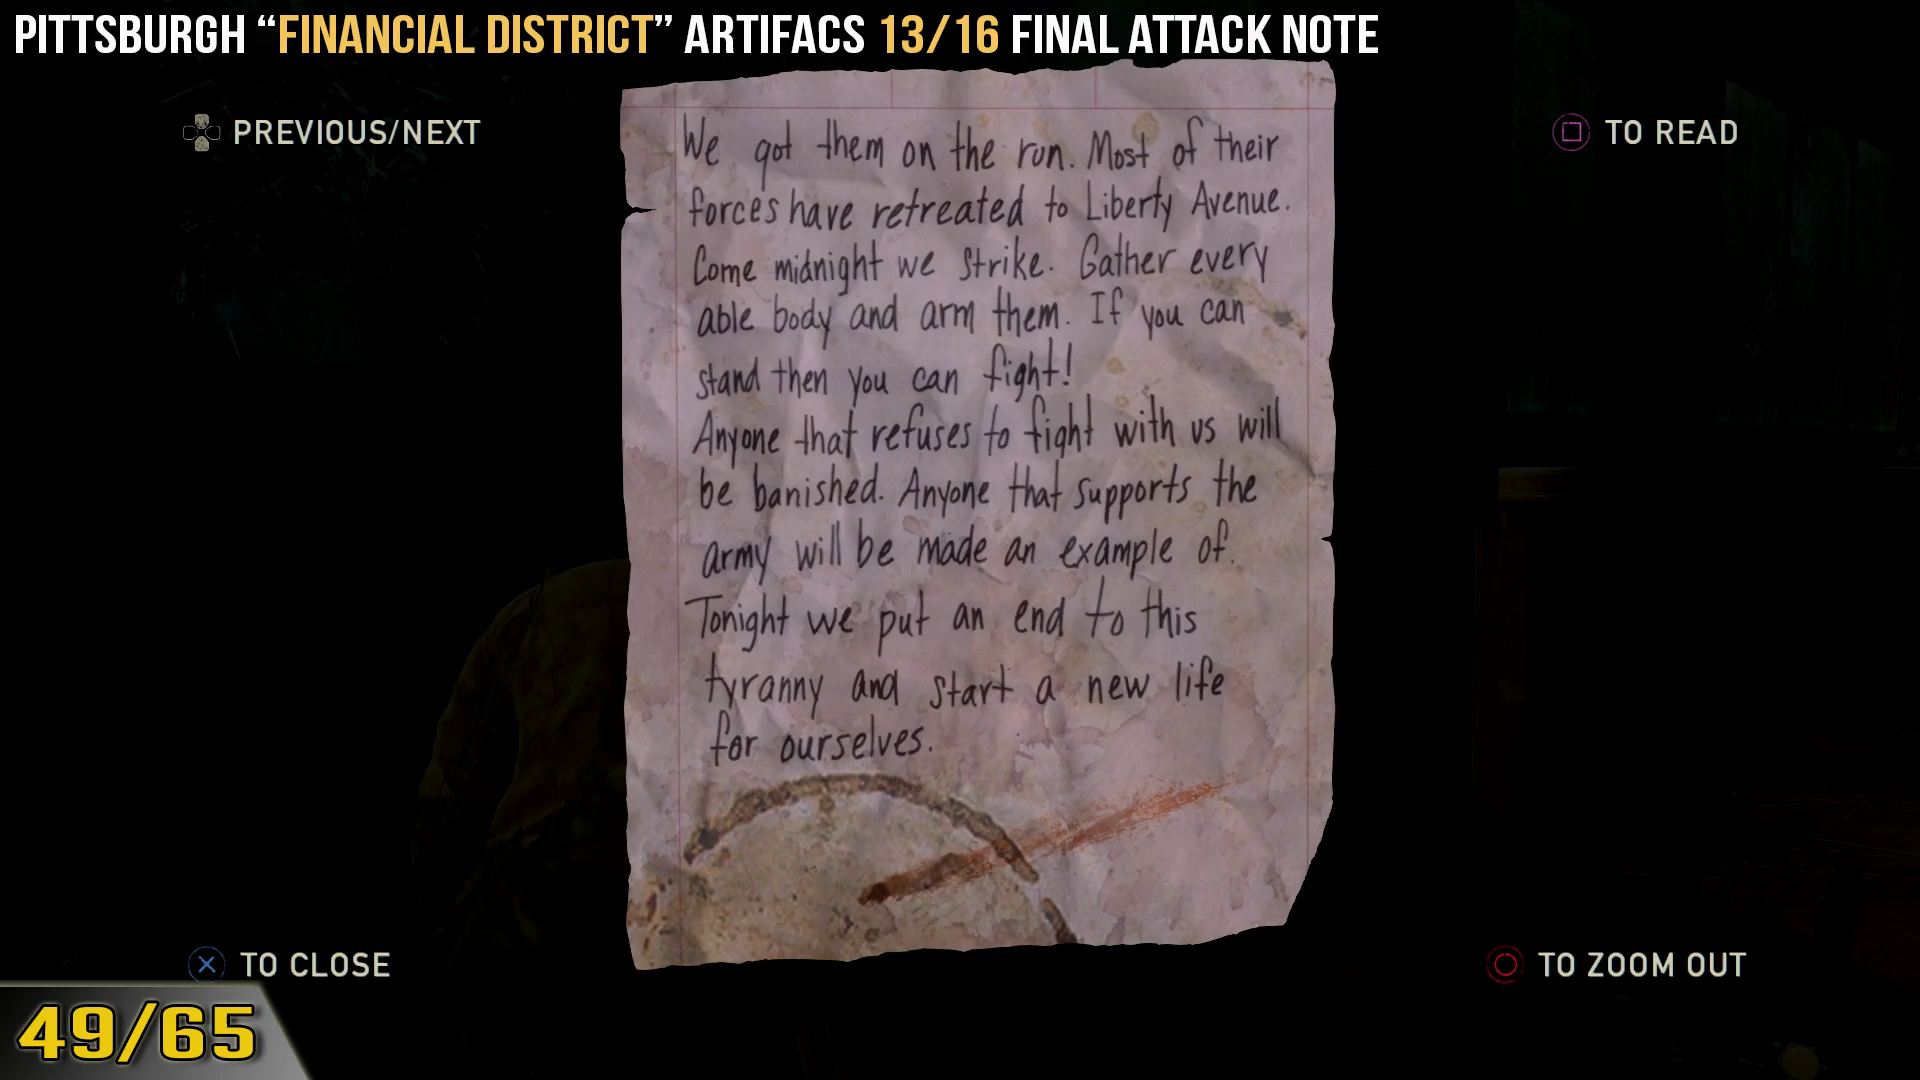 PITTSBURGH “FINANCIAL DISTRICT” ARTIFACS 13/16 FINAL ATTACK NOTE
PREVIOUS/NEXT
TO READ
We got them on the run. Most of their
forces have retreated to Liberty Avenue.
Come midnight we strike. Gather every
able body and arm them. If you can
stand then you can fight!
Anyone that refuses to fight with us will
be banished. Anyone that supports the
army will be made an example of.
Tonight we put an end to this
tyranny and start a new life
for ourselves.
TO CLOSE
TO ZOOM OUT
49/65